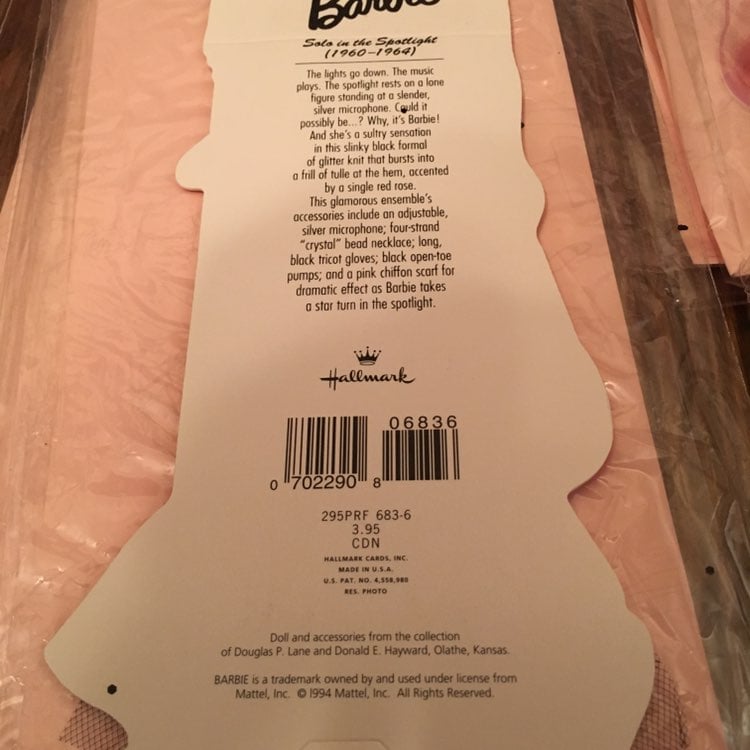 Barbie
Solo in the Spotlight
(1960–1964)
The lights go down. The music
plays. The spotlight rests on a lone
figure standing at a slender,
silver microphone. Could it
possibly be...? Why, it's Barbie!
And she's a sultry sensation
in this slinky black formal
of glitter knit that bursts into
a frill of tulle at the hem, accented
by a single red rose.
This glamorous ensemble's
accessories include an adjustable,
silver microphone; four-strand
"crystal" bead necklace; long,
black tricot gloves; black open-toe
pumps; and a pink chiffon scarf for
dramatic effect as Barbie takes
a star turn in the spotlight.
Hallmark
06836
0 702290 8
295PRF 683-6
3.95
CDN
HALLMARK CARDS, INC.
MADE IN U.S.A.
U.S. PAT. NO. 4,558,980
RES. PHOTO
Doll and accessories from the collection
of Douglas P. Lane and Donald E. Hayward, Olathe, Kansas.
BARBIE is a trademark owned by and used under license from
Mattel, Inc. © 1994 Mattel, Inc. All Rights Reserved.